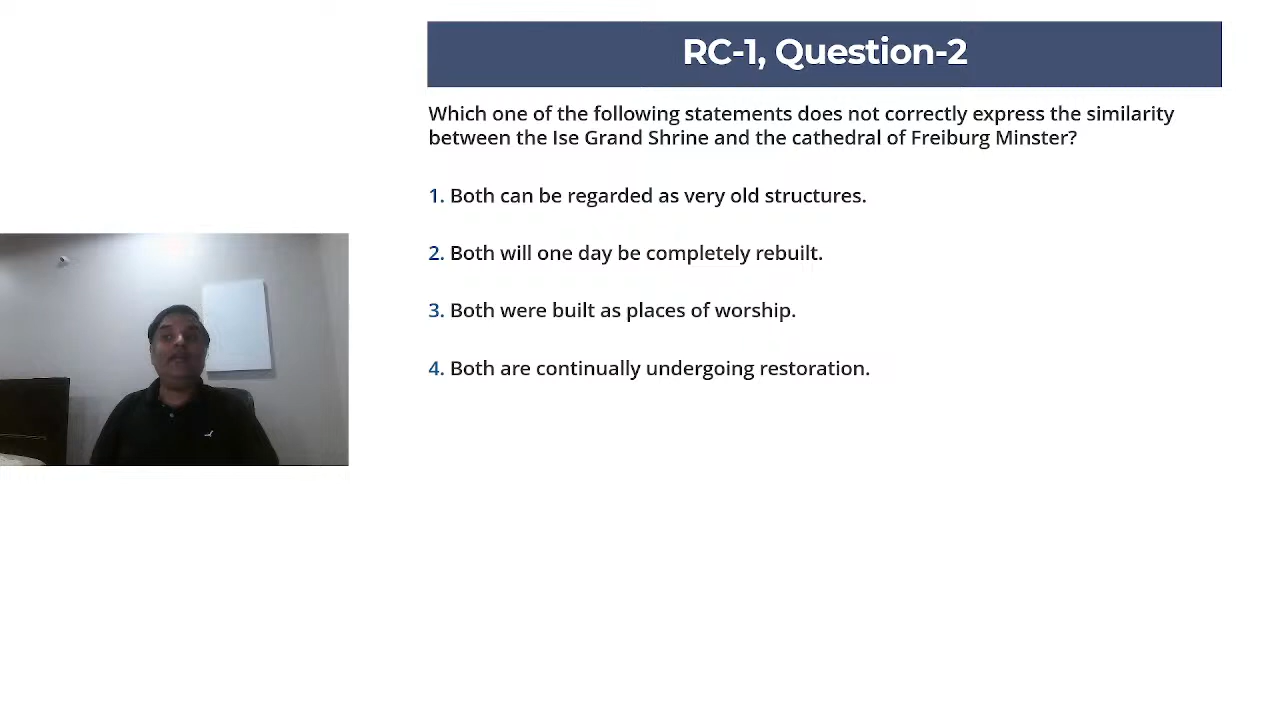 RC-1, Question-2
Which one of the following statements does not correctly express the similarity
between the Ise Grand Shrine and the cathedral of Freiburg Minster?
1. Both can be regarded as very old structures.
2. Both will one day be completely rebuilt.
3. Both were built as places of worship.
4. Both are continually undergoing restoration.